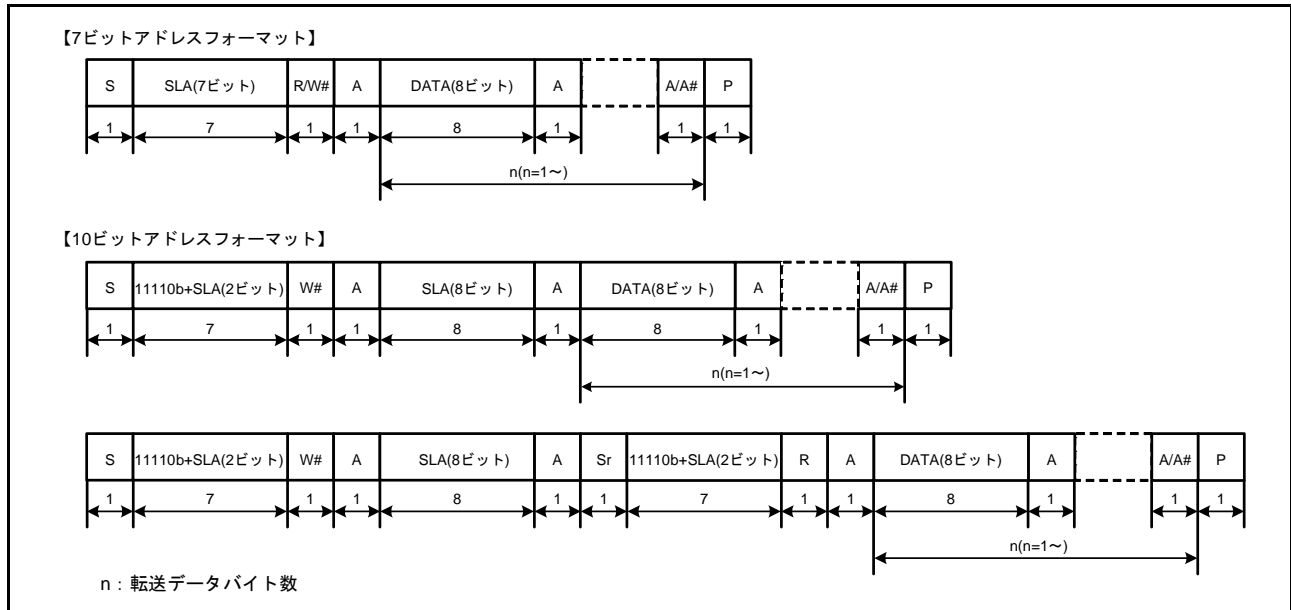 【7ビットアドレスフォーマット】
S SLA(7ビット) R/W# A DATA(8ビット) A A/A# P
1 7 1 1 8 1 1 1
n(n=1～)
【10ビットアドレスフォーマット】
S 11110b+SLA(2ビット) W# A SLA(8ビット) A DATA(8ビット) A A/A# P
1 7 1 1 8 1 8 1 1 1
n(n=1～)
S 11110b+SLA(2ビット) W# A SLA(8ビット) A Sr 11110b+SLA(2ビット) R A DATA(8ビット) A A/A# P
1 7 1 1 8 1 1 7 1 1 8 1 1 1
n(n=1～)
n：転送データバイト数